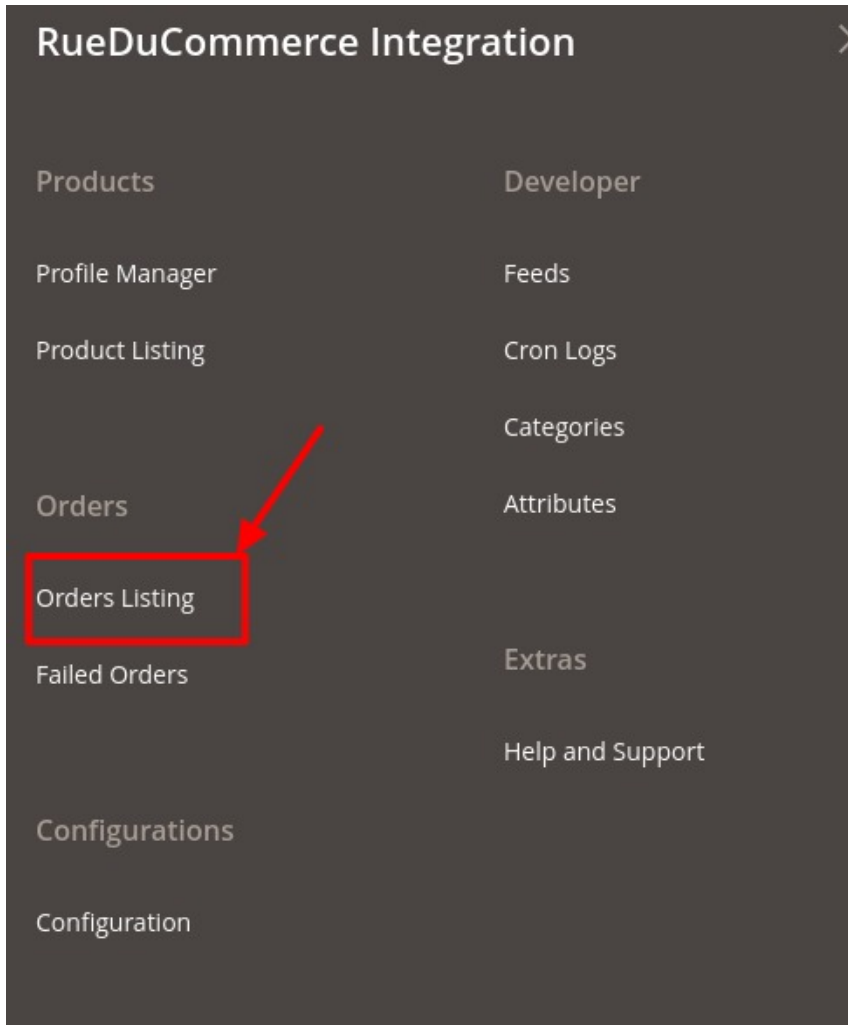 RueDuCommerce Integration
Products
Profile Manager
Product Listing
Orders
Orders Listing
Failed Orders
Configurations
Configuration
Developer
Feeds
Cron Logs
Categories
Attributes
Extras
Help and Support